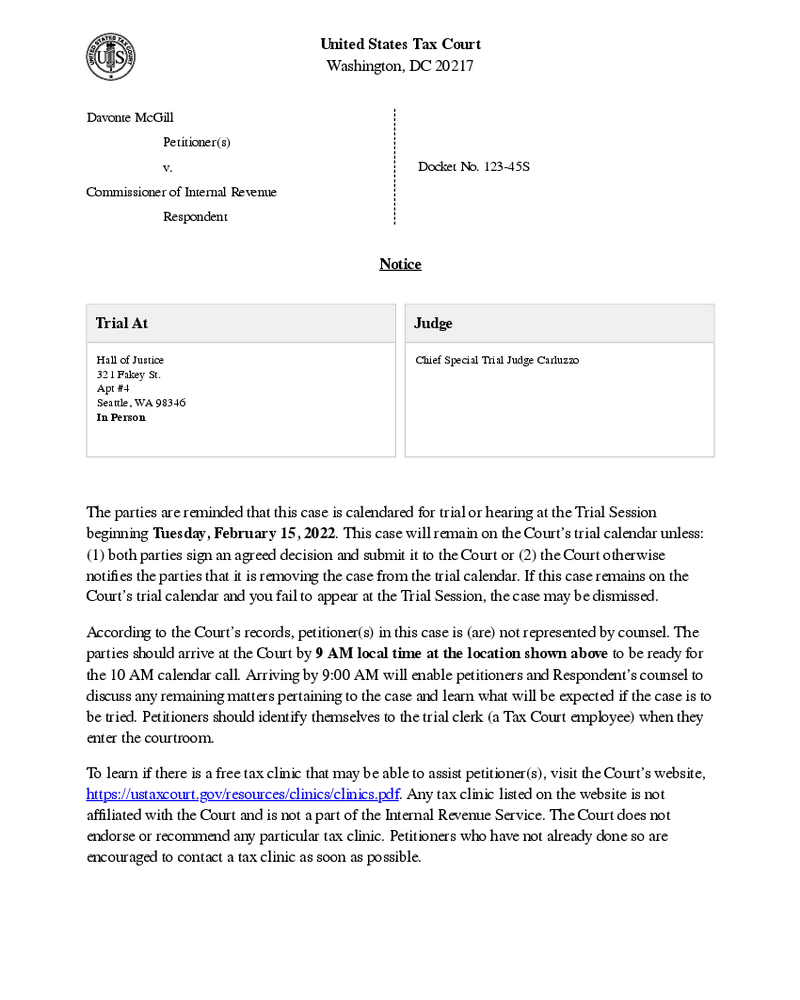 United States Tax Court
Washington, DC 20217
Davonte McGill
Petitioner(s)
v.
Commissioner of Internal Revenue
Respondent
Docket No. 123-45S
Notice
Trial At
Hall of Justice
321 Fakey St.
Apt #4
Seattle, WA 98346
In Person
Judge
Chief Special Trial Judge Carluzzo
The parties are reminded that this case is calendared for trial or hearing at the Trial Session
beginning Tuesday, February 15, 2022. This case will remain on the Court's trial calendar unless:
(1) both parties sign an agreed decision and submit it to the Court or (2) the Court otherwise
notifies the parties that it is removing the case from the trial calendar. If this case remains on the
Court's trial calendar and you fail to appear at the Trial Session, the case may be dismissed.
According to the Court's records, petitioner(s) in this case is (are) not represented by counsel. The
parties should arrive at the Court by 9 AM local time at the location shown above to be ready for
the 10 AM calendar call. Arriving by 9:00 AM will enable petitioners and Respondent's counsel to
discuss any remaining matters pertaining to the case and learn what will be expected if the case is to
be tried. Petitioners should identify themselves to the trial clerk (a Tax Court employee) when they
enter the courtroom.
To learn if there is a free tax clinic that may be able to assist petitioner(s), visit the Court's website,
https://ustaxcourt.gov/resources/clinics/clinics.pdf. Any tax clinic listed on the website is not
affiliated with the Court and is not a part of the Internal Revenue Service. The Court does not
endorse or recommend any particular tax clinic. Petitioners who have not already done so are
encouraged to contact a tax clinic as soon as possible.